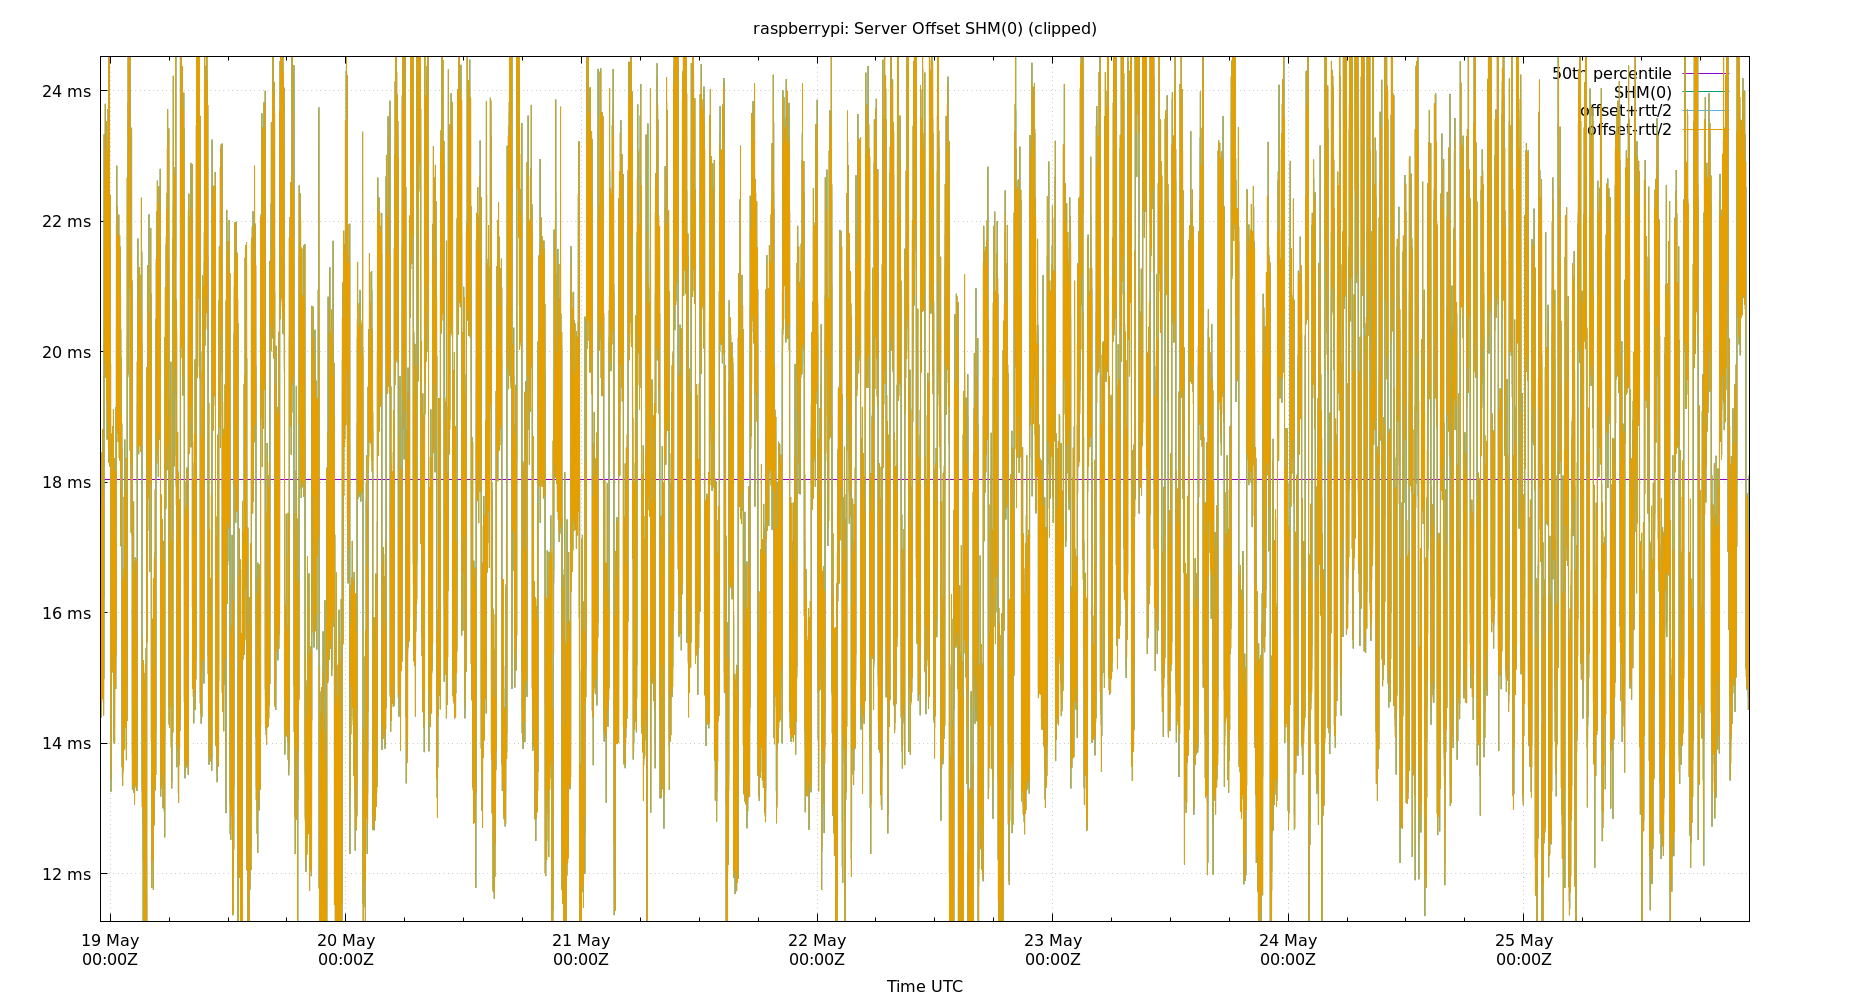 raspberrypi: Server Offset SHM(0) (clipped)
50th percentile
SHM(0)
offset+rtt/2
offset-rtt/2
24 ms
22 ms
20 ms
18 ms
16 ms
14 ms
12 ms
19 May 20 May 21 May 22 May 23 May 24 May 25 May
00:00Z 00:00Z 00:00Z 00:00Z 00:00Z 00:00Z 00:00Z
Time UTC